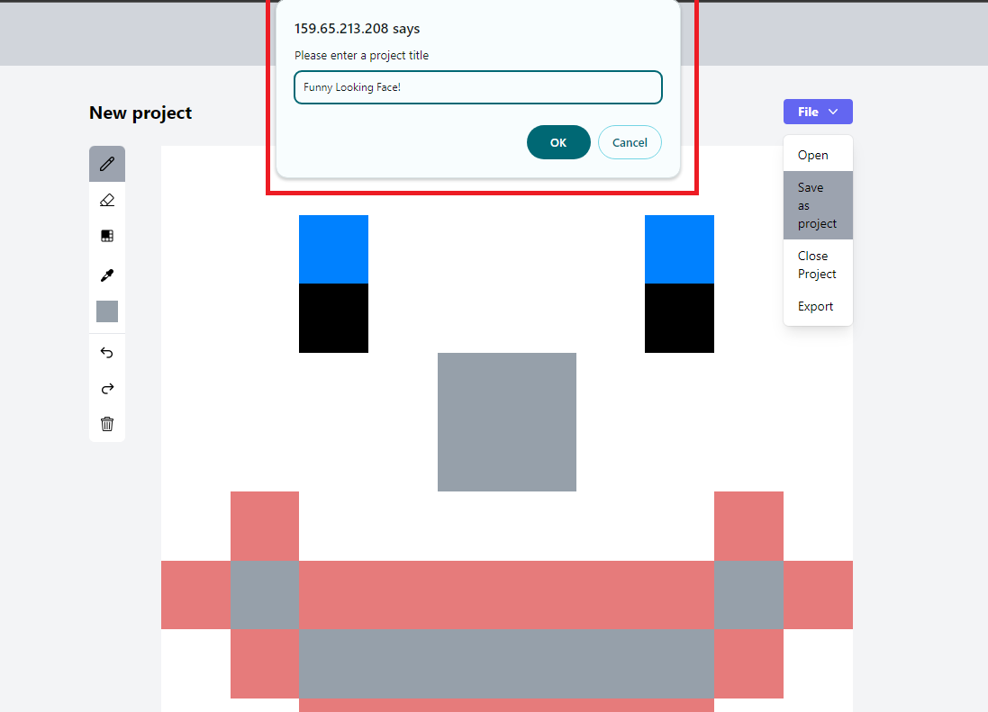 159.65.213.208 says
Please enter a project title
Funny Looking Face!
OK
Cancel
New project
File
Open
Save
as
project
Close
Project
Export